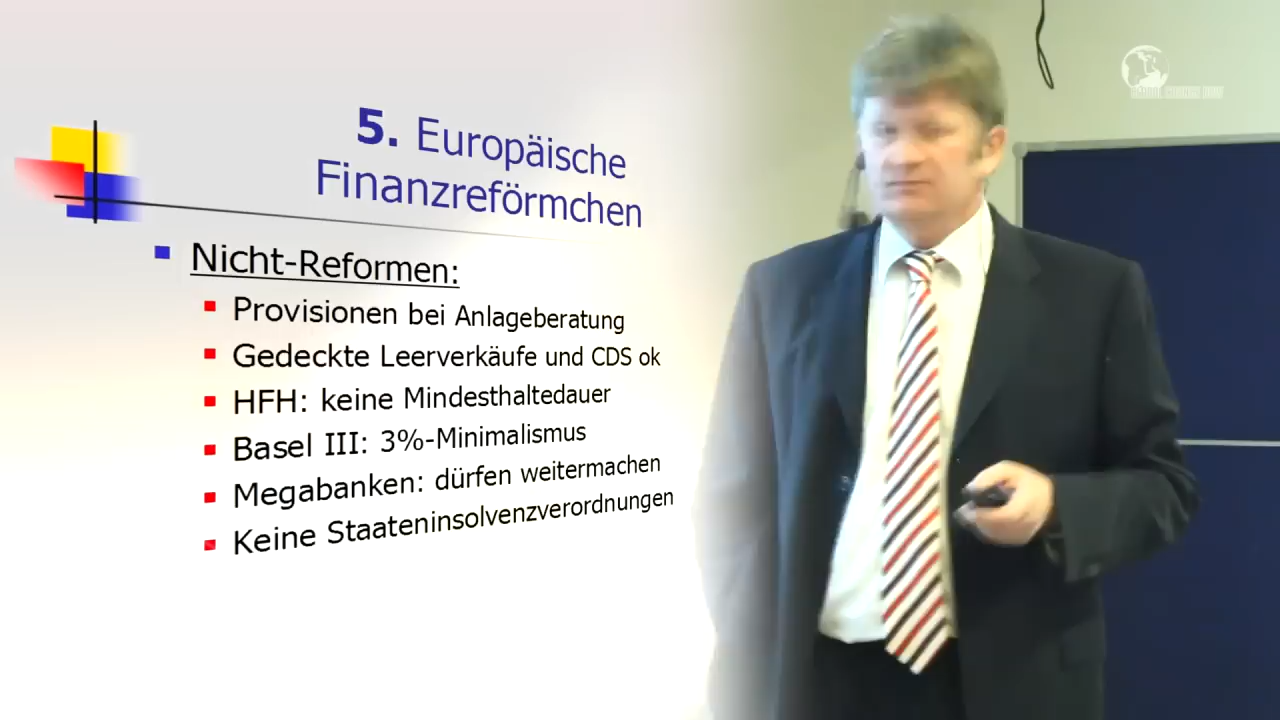 5. Europäische
Finanzreförmchen
Nicht-Reformen:
Provisionen bei Anlageberatung
Gedeckte Leerverkäufe und CDS ok
HFH: keine Mindesthaltedauer
Basel III: 3%-Minimalismus
Megabanken: dürfen weitermachen
Keine Staateninsolvenzverordnungen